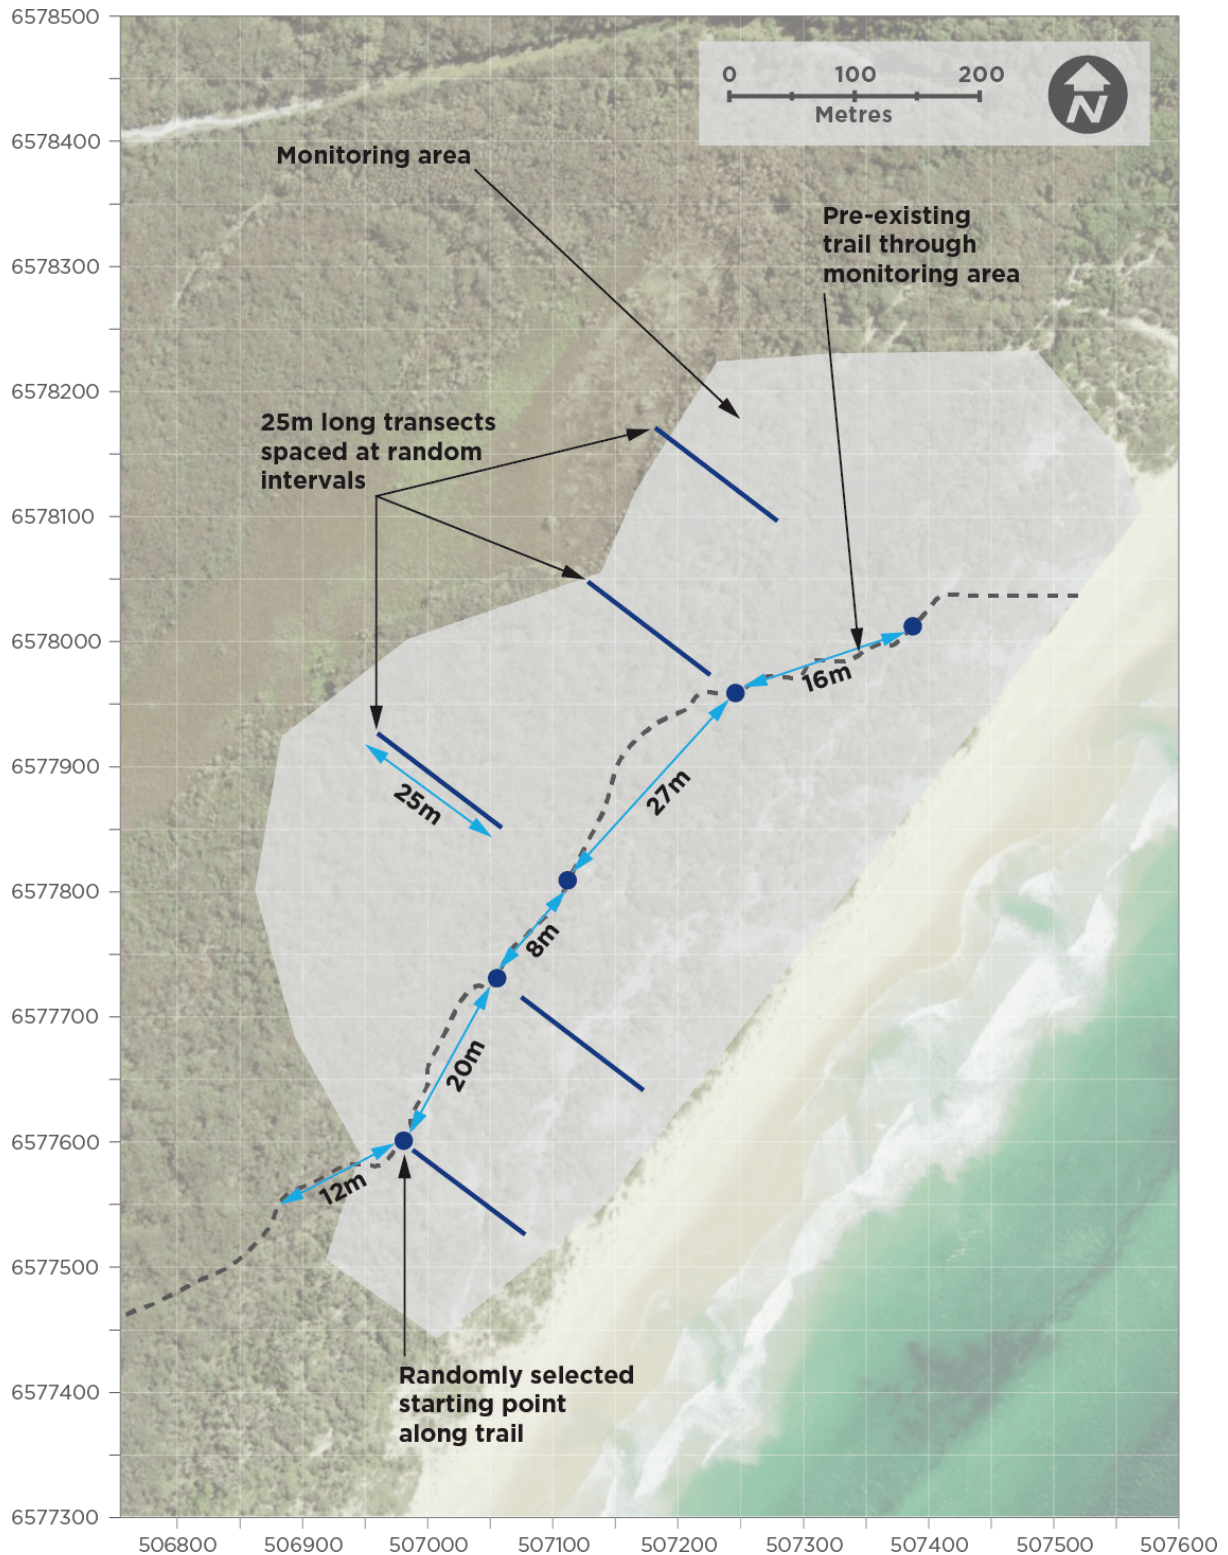 6578500
6578400
6578300
6578200
6578100
6578000
6577900
6577800
6577700
6577600
6577500
6577400
6577300
0 100 200
Metres
N
Monitoring area
Pre-existing
trail through
monitoring area
25m long transects
spaced at random
intervals
16m
27m
25m
8m
20m
12m
Randomly selected
starting point
along trail
506800 506900 507000 507100 507200 507300 507400 507500 507600